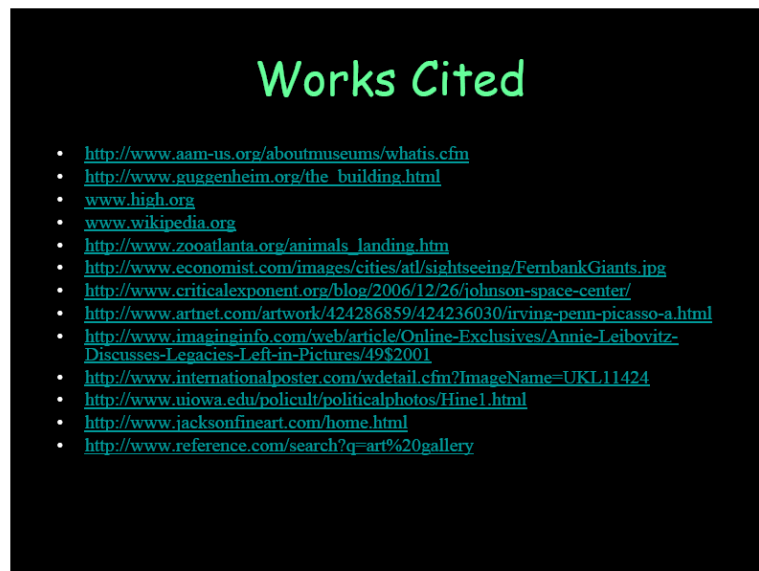 Works Cited
• http://www.aam-us.org/aboutmuseums/whatis.cfm
• http://www.guggenheim.org/the_building.html
• www.high.org
• www.wikipedia.org
• http://www.zooatlanta.org/animals_landing.htm
• http://www.economist.com/images/cities/atl/sightseeing/FernbankGiants.jpg
• http://www.criticalexponent.org/blog/2006/12/26/johnson-space-center/
• http://www.artnet.com/artwork/424286859/424236030/irving-penn-picasso-a.html
• http://www.imaginginfo.com/web/article/Online-Exclusives/Annie-Leibovitz-
Discusses-Legacies-Left-in-Pictures/49$2001
• http://www.internationalposter.com/wdetail.cfm?ImageName=UKL11424
• http://www.uiowa.edu/policult/politicalphotos/Hine1.html
• http://www.jacksonfineart.com/home.html
• http://www.reference.com/search?q=art%20gallery